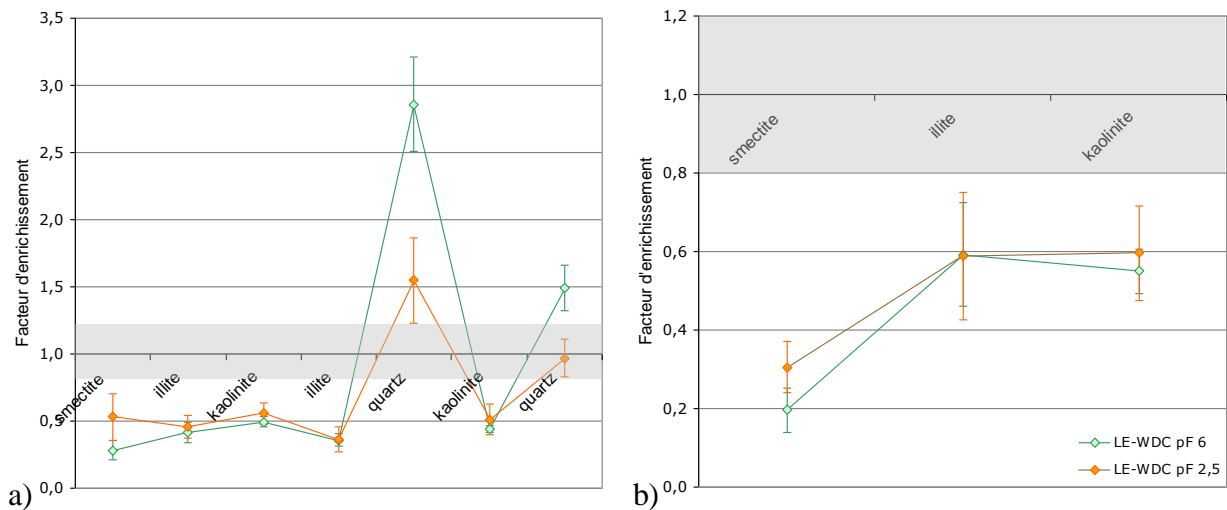 Facteur d'enrichissement
3,5
3,0
2,5
2,0
1,5
1,0
0,5
0,0
smectite
illite
kaolinite
illite
quartz
kaolinite
quartz
a)
Facteur d'enrichissement
1,2
1,0
0,8
0,6
0,4
0,2
0,0
smectite
illite
kaolinite
LE-WDC pF 6
LE-WDC pF 2,5
b)